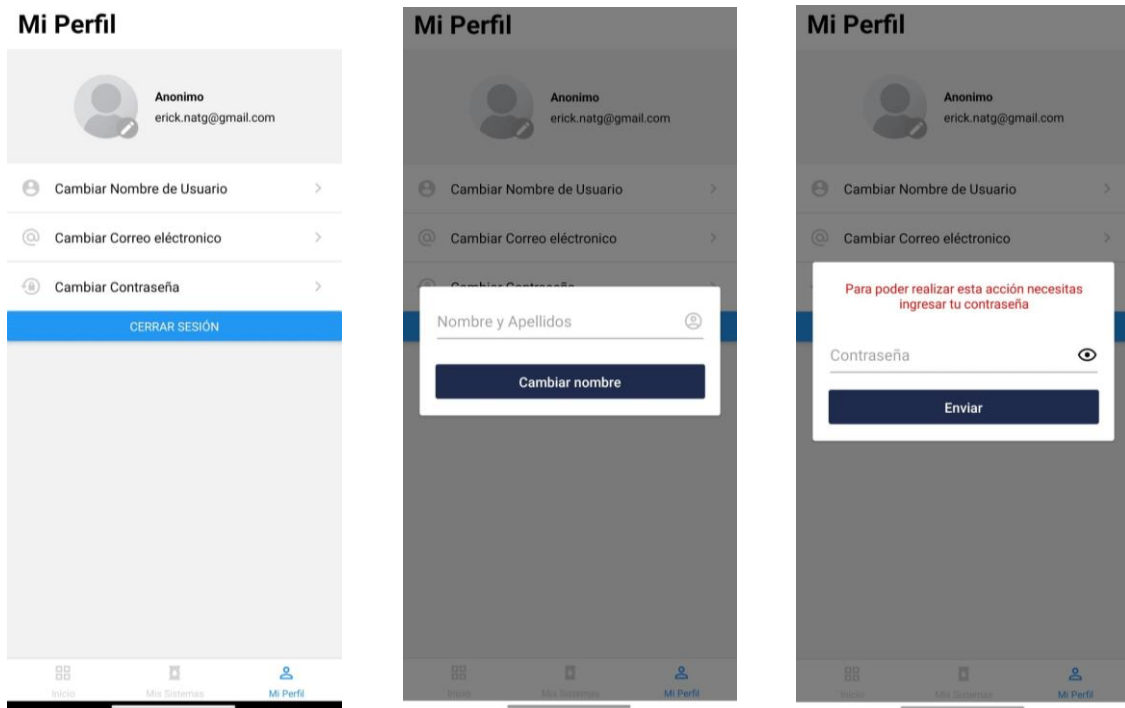 Mi Perfil
Anonimo
erick.natg@gmail.com
Cambiar Nombre de Usuario
Cambiar Correo eléctronico
Cambiar Contraseña
CERRAR SESIÓN
Inicio
Mis Sistemas
Mi Perfil
Mi Perfil
Anonimo
erick.natg@gmail.com
Cambiar Nombre de Usuario
Cambiar Correo eléctronico
Cambiar Contraseña
Nombre y Apellidos
Cambiar nombre
Inicio
Mis Sistemas
Mi Perfil
Mi Perfil
Anonimo
erick.natg@gmail.com
Cambiar Nombre de Usuario
Cambiar Correo eléctronico
Para poder realizar esta acción necesitas
ingresar tu contraseña
Contraseña
Enviar
Inicio
Mis Sistemas
Mi Perfil